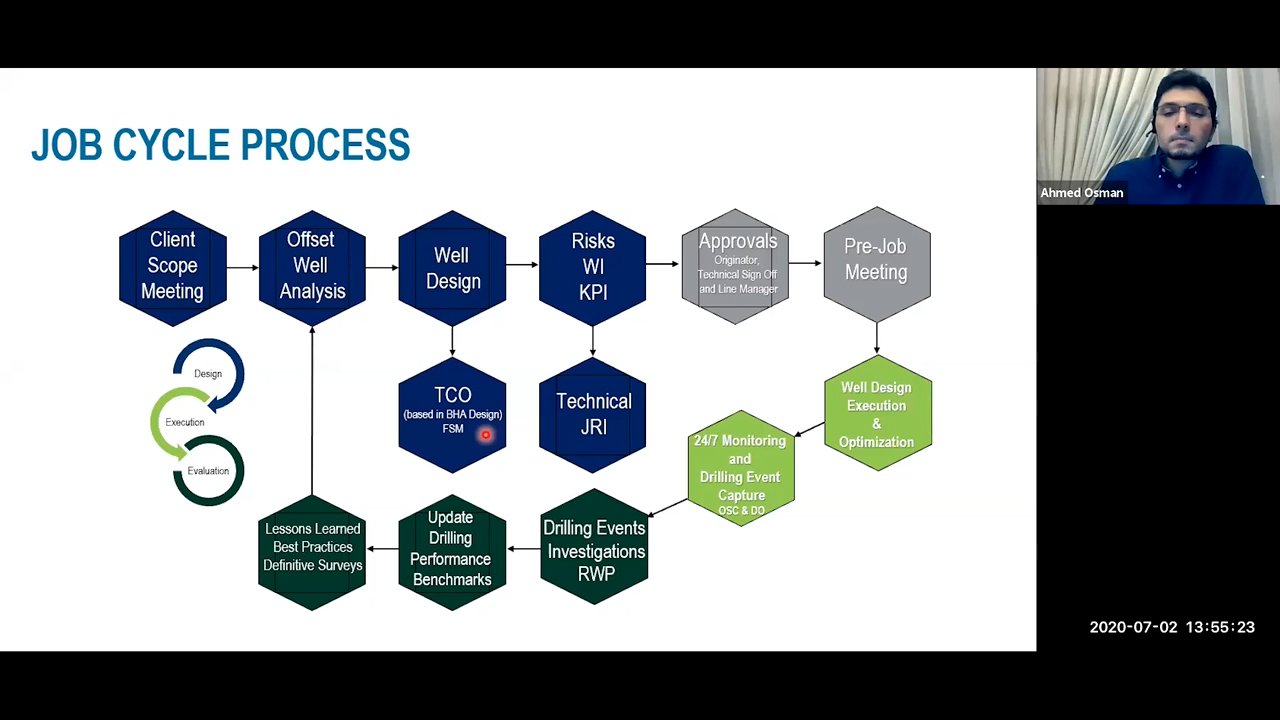 JOB CYCLE PROCESS
Client
Scope
Meeting
Offset
Well
Analysis
Well
Design
Risks
WI
KPI
Approvals
Originator,
Technical Sign Off
and Line Manager
Pre-Job
Meeting
Design
Execution
Evaluation
TCO
(based in BHA Design)
FSM
Technical
JRI
Well Design
Execution
&
Optimization
24/7 Monitoring
and
Drilling Event
Capture
OSC & DO
Drilling Events
Investigations
RWP
Update
Drilling
Performance
Benchmarks
Lessons Learned
Best Practices
Definitive Surveys
Ahmed Osman
2020-07-02 13:55:23